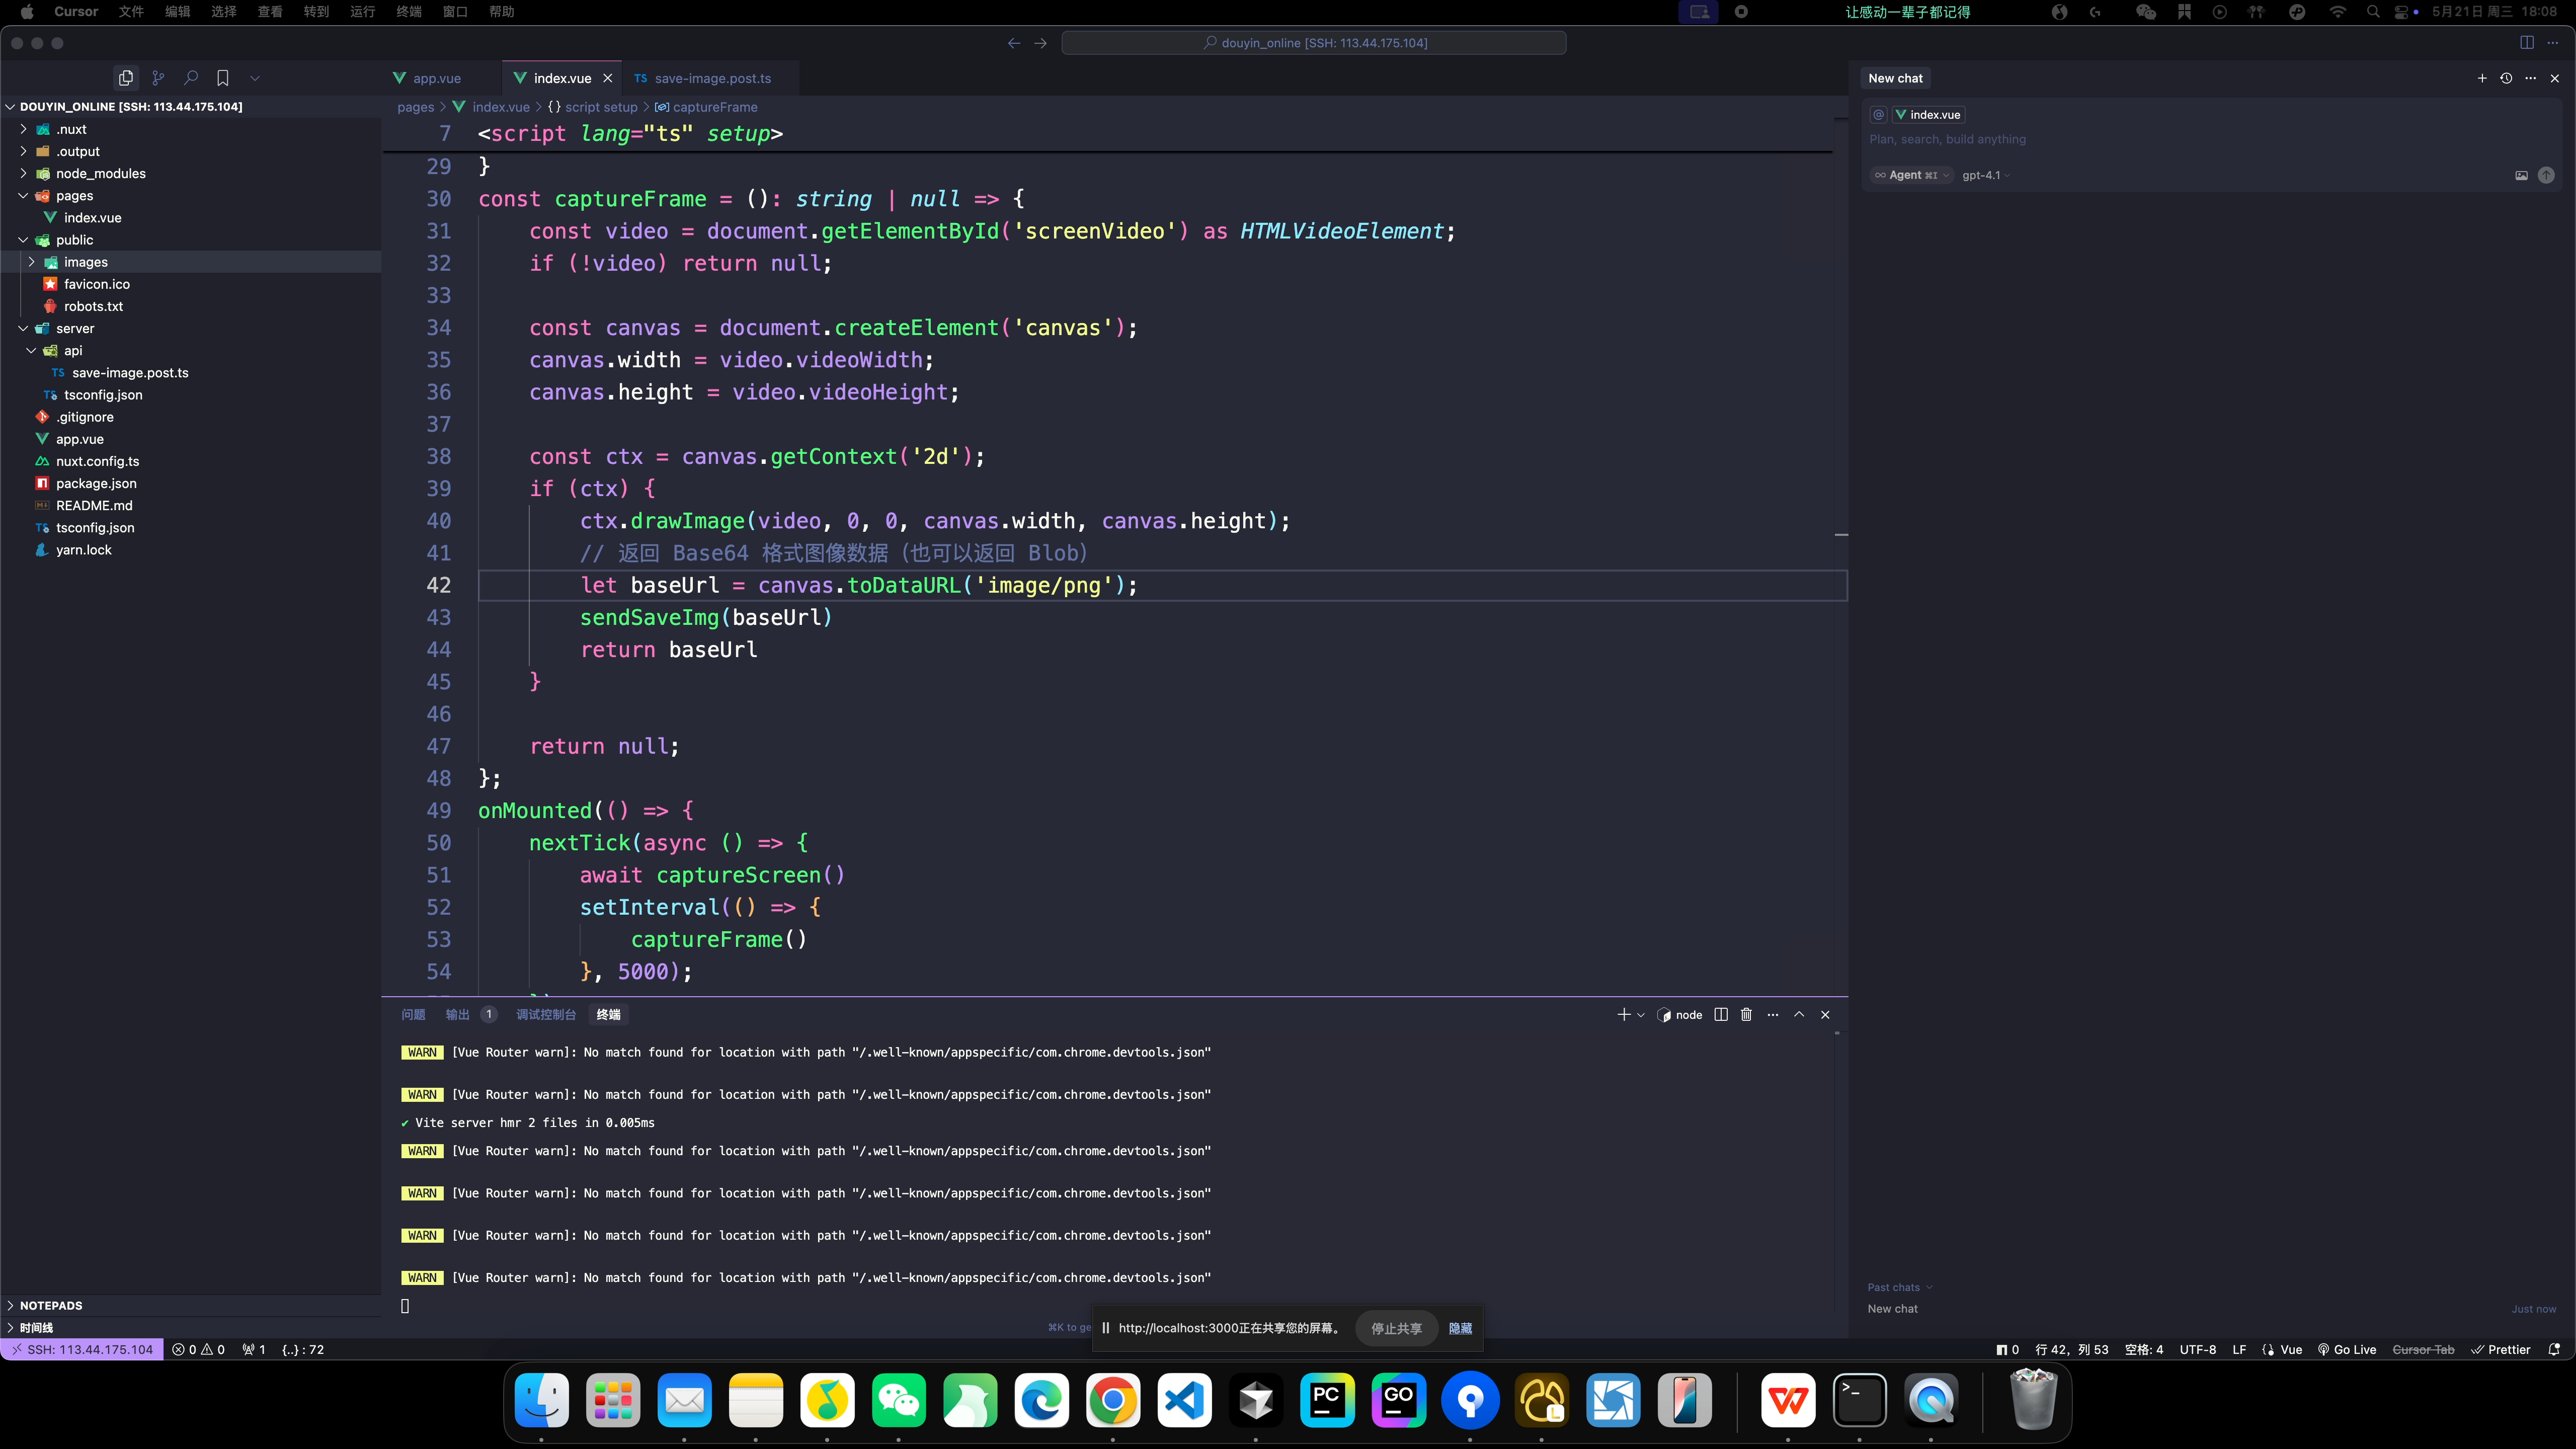 Cursor 文件 编辑 选择 查看 转到 运行 终端 窗口 帮助
让感动一辈子都记得
5月21日 周三 18:08
douyin_online [SSH: 113.44.175.104]
app.vue
index.vue
TS save-image.post.ts
New chat
DOUYIN_ONLINE [SSH: 113.44.175.104]
.nuxt
.output
node_modules
pages
index.vue
public
images
favicon.ico
robots.txt
server
api
TS save-image.post.ts
tsconfig.json
.gitignore
app.vue
nuxt.config.ts
package.json
README.md
tsconfig.json
yarn.lock
NOTEPADS
时间线
pages > index.vue > {} script setup > captureFrame
7 <script lang="ts" setup>
29 }
30 const captureFrame = (): string | null => {
31 const video = document.getElementById('screenVideo') as HTMLVideoElement;
32 if (!video) return null;
33
34 const canvas = document.createElement('canvas');
35 canvas.width = video.videoWidth;
36 canvas.height = video.videoHeight;
37
38 const ctx = canvas.getContext('2d');
39 if (ctx) {
40 ctx.drawImage(video, 0, 0, canvas.width, canvas.height);
41 // 返回 Base64 格式图像数据（也可以返回 Blob）
42 let baseUrl = canvas.toDataURL('image/png');
43 sendSaveImg(baseUrl)
44 return baseUrl
45 }
46
47 return null;
48 };
49 onMounted(() => {
50 nextTick(async () => {
51 await captureScreen()
52 setInterval(() => {
53 captureFrame()
54 }, 5000);
问题 输出 1 调试控制台 终端
node
WARN [Vue Router warn]: No match found for location with path "/.well-known/appspecific/com.chrome.devtools.json"
WARN [Vue Router warn]: No match found for location with path "/.well-known/appspecific/com.chrome.devtools.json"
✔ Vite server hmr 2 files in 0.005ms
WARN [Vue Router warn]: No match found for location with path "/.well-known/appspecific/com.chrome.devtools.json"
WARN [Vue Router warn]: No match found for location with path "/.well-known/appspecific/com.chrome.devtools.json"
WARN [Vue Router warn]: No match found for location with path "/.well-known/appspecific/com.chrome.devtools.json"
WARN [Vue Router warn]: No match found for location with path "/.well-known/appspecific/com.chrome.devtools.json"
⌘K to ge
http://localhost:3000正在共享您的屏幕。 停止共享 隐藏
@ index.vue
Plan, search, build anything
∞ Agent ⌘I gpt-4.1
Past chats
New chat Just now
SSH: 113.44.175.104 0 0 1 {..} : 72
0 行 42，列 53 空格: 4 UTF-8 LF Vue Go Live Cursor Tab Prettier
PC
GO
L